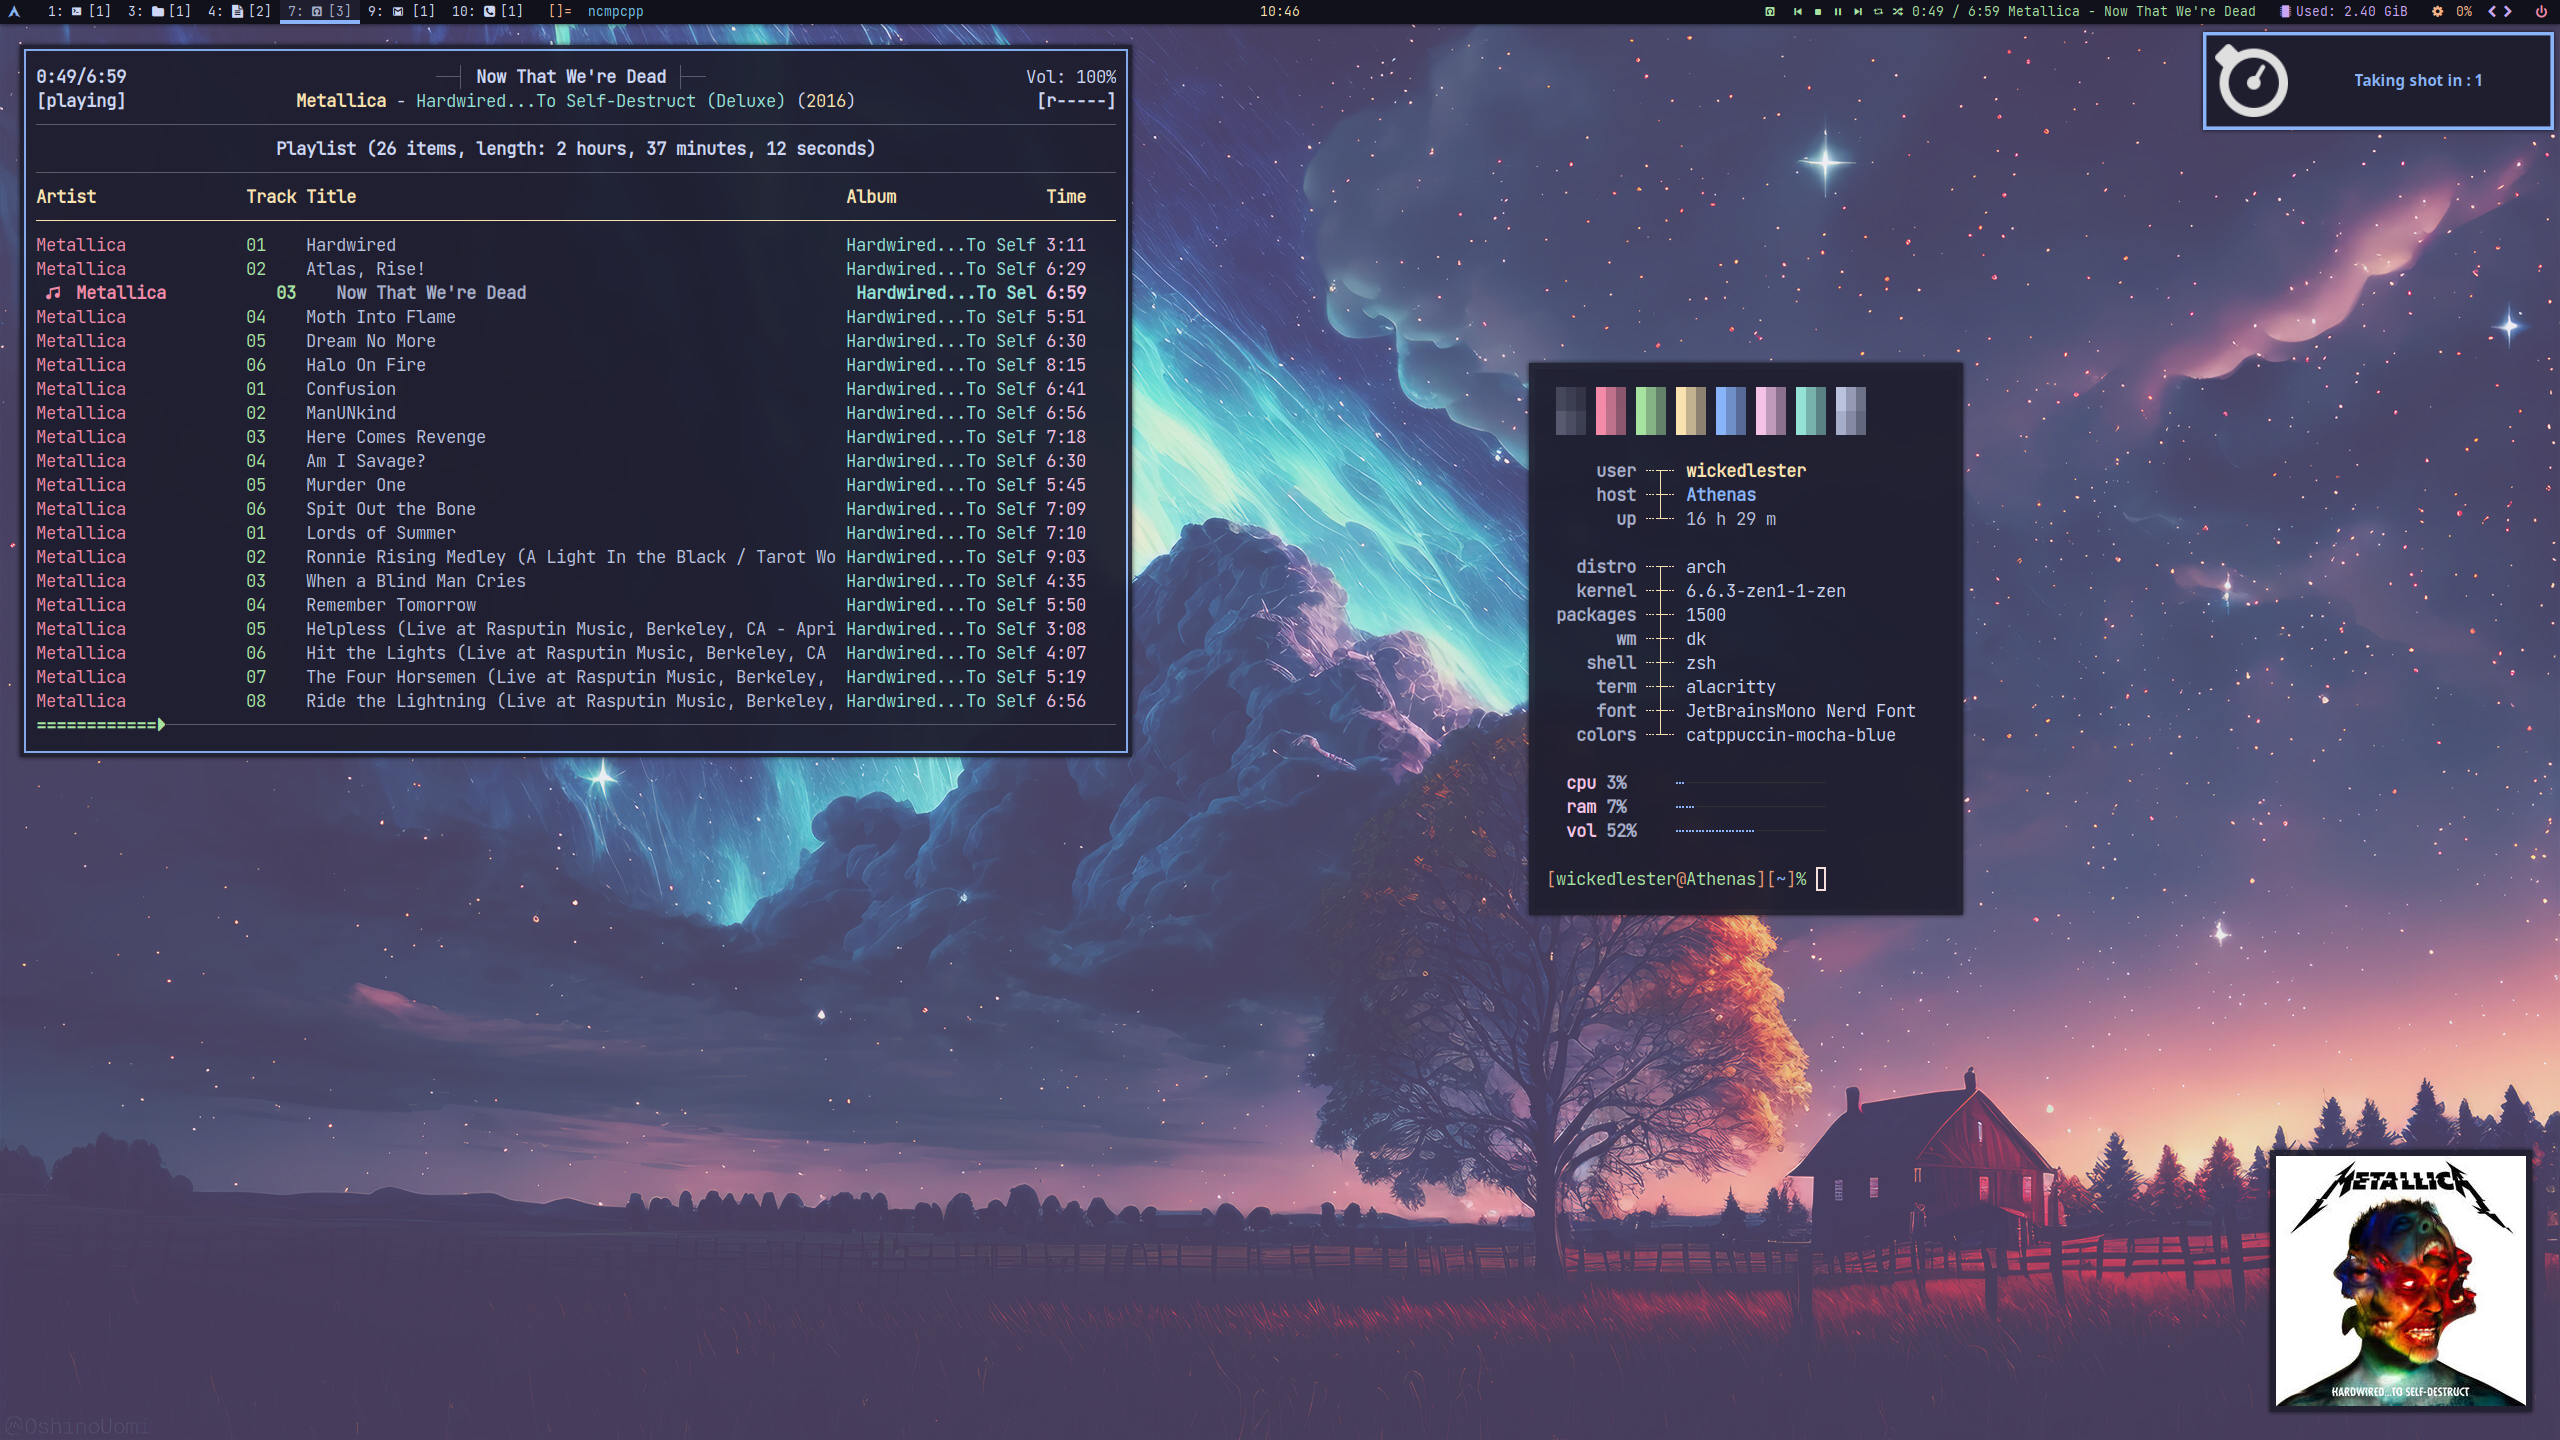 1: [1] 3: [1] 4: [2] 7: [3] 9: [1] 10: [1] []= ncmpcpp
10:46
0:49 / 6:59 Metallica - Now That We're Dead Used: 2.40 GiB 0%
Taking shot in : 1
0:49/6:59 Now That We're Dead Vol: 100%
[playing] Metallica - Hardwired...To Self-Destruct (Deluxe) (2016) [r-----]
Playlist (26 items, length: 2 hours, 37 minutes, 12 seconds)
Artist Track Title Album Time
Metallica 01 Hardwired Hardwired...To Self 3:11
Metallica 02 Atlas, Rise! Hardwired...To Self 6:29
Metallica 03 Now That We're Dead Hardwired...To Sel 6:59
Metallica 04 Moth Into Flame Hardwired...To Self 5:51
Metallica 05 Dream No More Hardwired...To Self 6:30
Metallica 06 Halo On Fire Hardwired...To Self 8:15
Metallica 01 Confusion Hardwired...To Self 6:41
Metallica 02 ManUNkind Hardwired...To Self 6:56
Metallica 03 Here Comes Revenge Hardwired...To Self 7:18
Metallica 04 Am I Savage? Hardwired...To Self 6:30
Metallica 05 Murder One Hardwired...To Self 5:45
Metallica 06 Spit Out the Bone Hardwired...To Self 7:09
Metallica 01 Lords of Summer Hardwired...To Self 7:10
Metallica 02 Ronnie Rising Medley (A Light In the Black / Tarot Wo Hardwired...To Self 9:03
Metallica 03 When a Blind Man Cries Hardwired...To Self 4:35
Metallica 04 Remember Tomorrow Hardwired...To Self 5:50
Metallica 05 Helpless (Live at Rasputin Music, Berkeley, CA - Apri Hardwired...To Self 3:08
Metallica 06 Hit the Lights (Live at Rasputin Music, Berkeley, CA Hardwired...To Self 4:07
Metallica 07 The Four Horsemen (Live at Rasputin Music, Berkeley, Hardwired...To Self 5:19
Metallica 08 Ride the Lightning (Live at Rasputin Music, Berkeley, Hardwired...To Self 6:56
============
user wickedlester
host Athenas
up 16 h 29 m
distro arch
kernel 6.6.3-zen1-1-zen
packages 1500
wm dk
shell zsh
term alacritty
font JetBrainsMono Nerd Font
colors catppuccin-mocha-blue
cpu 3%
ram 7%
vol 52%
[wickedlester@Athenas][~]%
METALLICA
HARDWIRED...TO SELF-DESTRUCT
@OshinoUomi